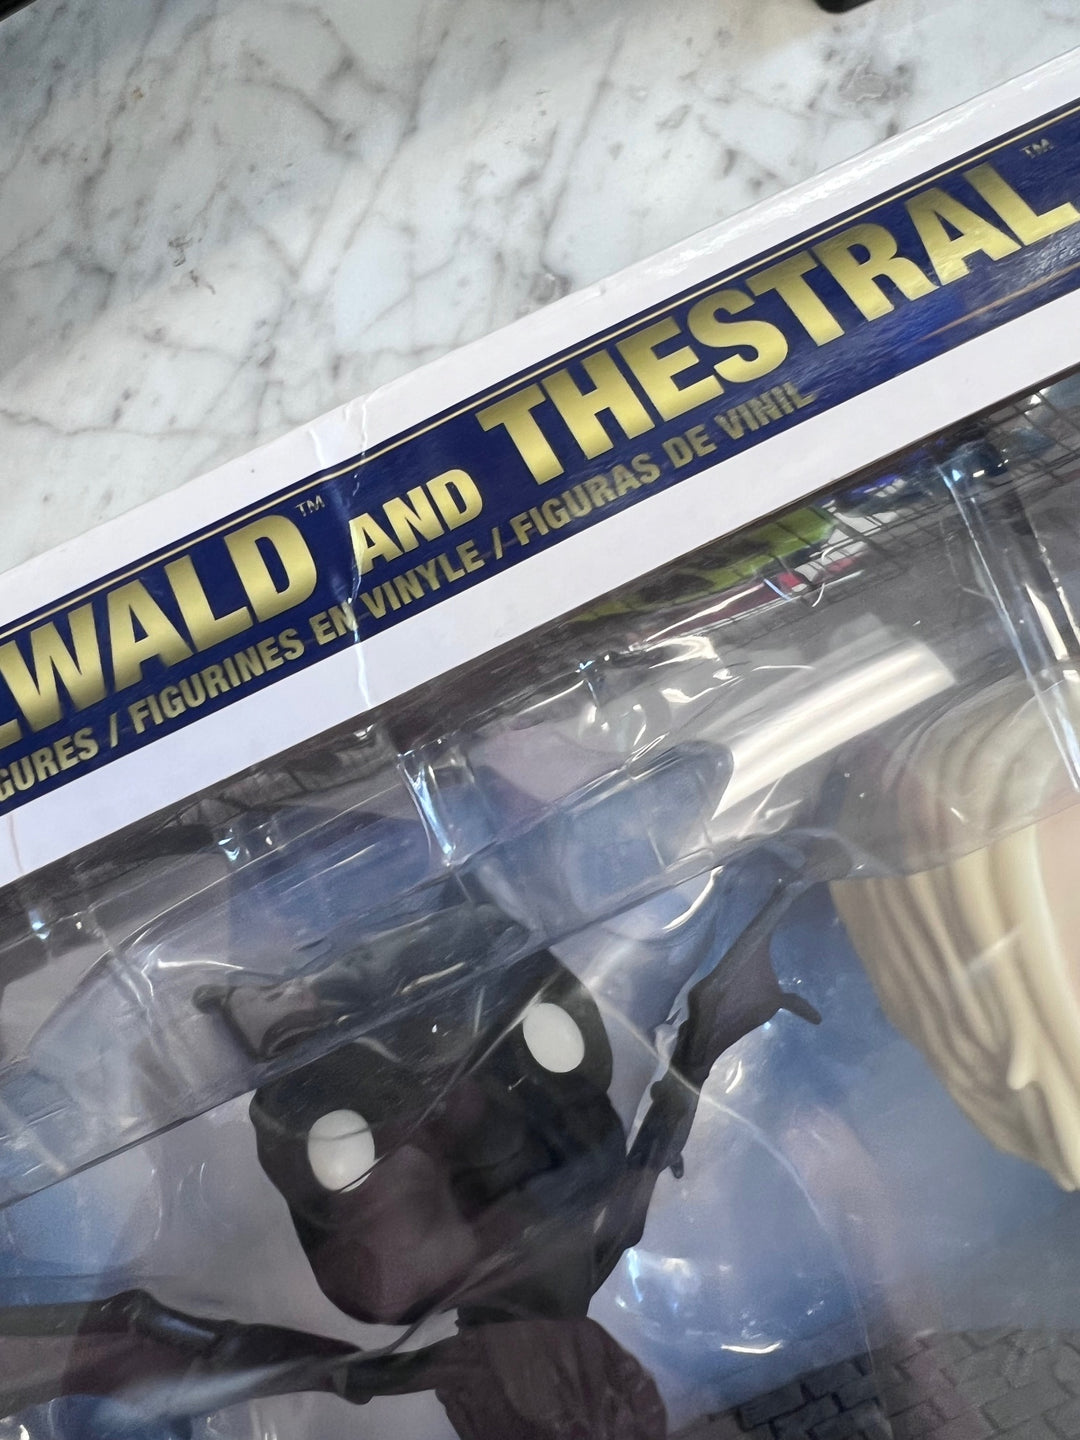 LWALD™ AND THESTRAL™
GURES / FIGURINES EN VINYLE / FIGURAS DE VINIL